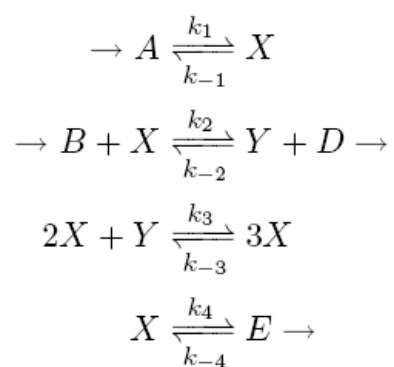 → A ⇌ X k₁ k₋₁
→ B + X ⇌ Y + D → k₂ k₋₂
2X + Y ⇌ 3X k₃ k₋₃
X ⇌ E → k₄ k₋₄